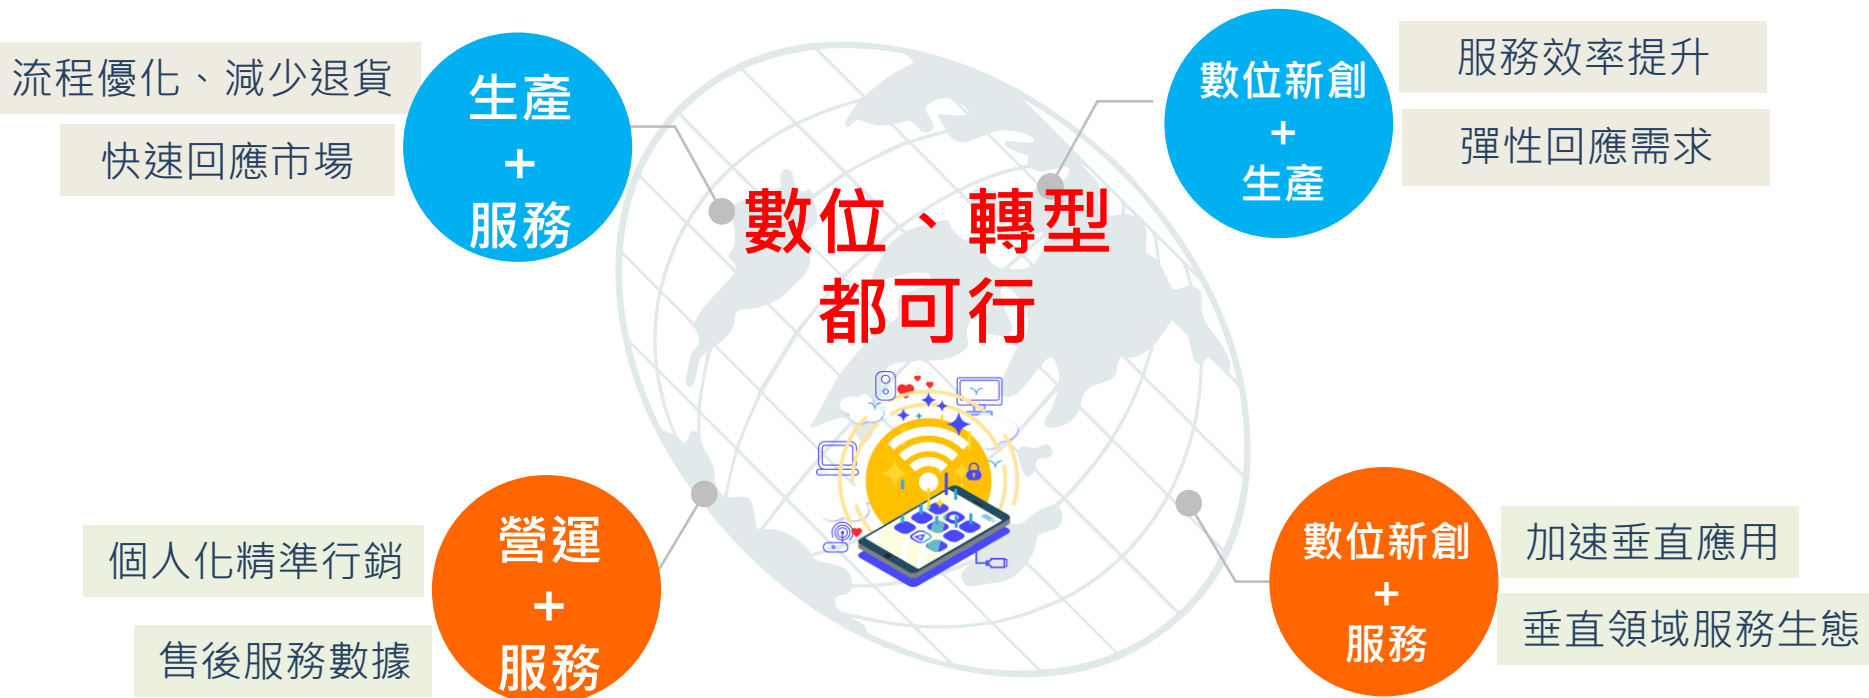 流程優化、減少退貨
快速回應市場
生產
+
服務
數位新創
+
生產
服務效率提升
彈性回應需求
數位、轉型
都可行
個人化精準行銷
售後服務數據
營運
+
服務
數位新創
+
服務
加速垂直應用
垂直領域服務生態